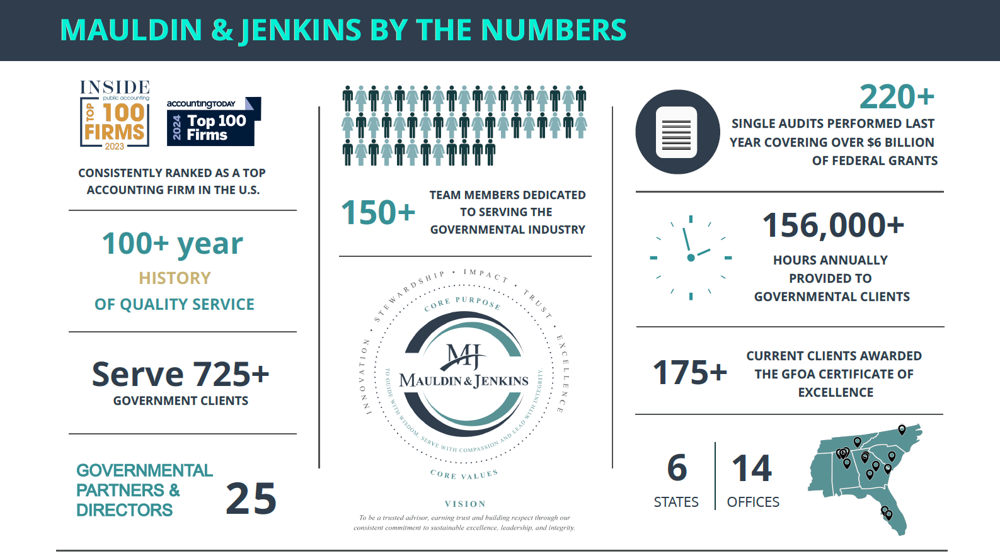 MAULDIN & JENKINS BY THE NUMBERS
INSIDE
public accounting
TOP
100
FIRMS
2023
accountingTODAY
2024
Top 100
Firms
CONSISTENTLY RANKED AS A TOP
ACCOUNTING FIRM IN THE U.S.
100+ year
HISTORY
OF QUALITY SERVICE
Serve 725+
GOVERNMENT CLIENTS
GOVERNMENTAL
PARTNERS &
DIRECTORS
25
150+
TEAM MEMBERS DEDICATED
TO SERVING THE
GOVERNMENTAL INDUSTRY
INNOVATION • STEWARDSHIP • IMPACT • TRUST • EXCELLENCE
CORE PURPOSE
MJ
MAULDIN & JENKINS
TO GUIDE WITH WISDOM, SERVE WITH COMPASSION AND LEAD WITH INTEGRITY.
CORE VALUES
VISION
To be a trusted advisor, earning trust and building respect through our
consistent commitment to sustainable excellence, leadership, and integrity.
220+
SINGLE AUDITS PERFORMED LAST
YEAR COVERING OVER $6 BILLION
OF FEDERAL GRANTS
156,000+
HOURS ANNUALLY
PROVIDED TO
GOVERNMENTAL CLIENTS
175+
CURRENT CLIENTS AWARDED
THE GFOA CERTIFICATE OF
EXCELLENCE
6
STATES
14
OFFICES